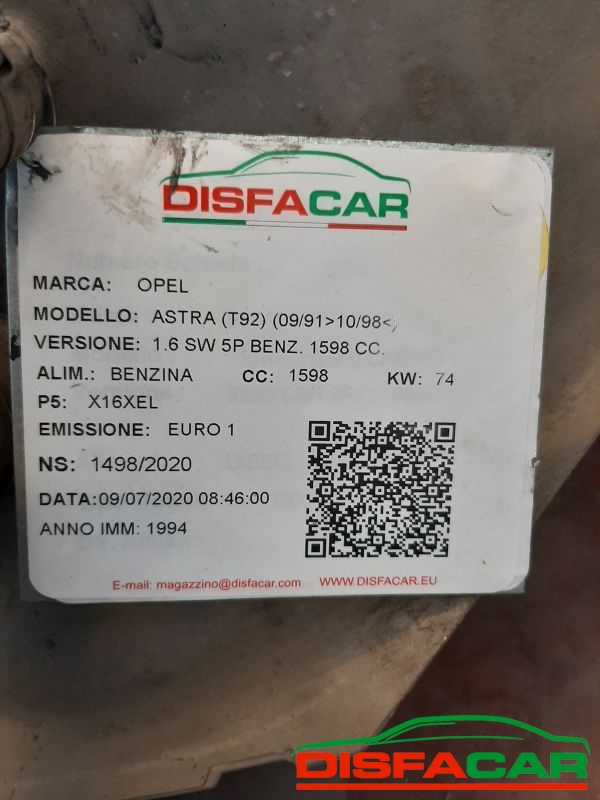 DISFACAR
MARCA: OPEL
MODELLO: ASTRA (T92) (09/91>10/98<)
VERSIONE: 1.6 SW 5P BENZ. 1598 CC.
ALIM.: BENZINA CC: 1598 KW: 74
P5: X16XEL
EMISSIONE: EURO 1
NS: 1498/2020
DATA:09/07/2020 08:46:00
ANNO IMM: 1994
E-mail: magazzino@disfacar.com WWW.DISFACAR.EU
DISFACAR